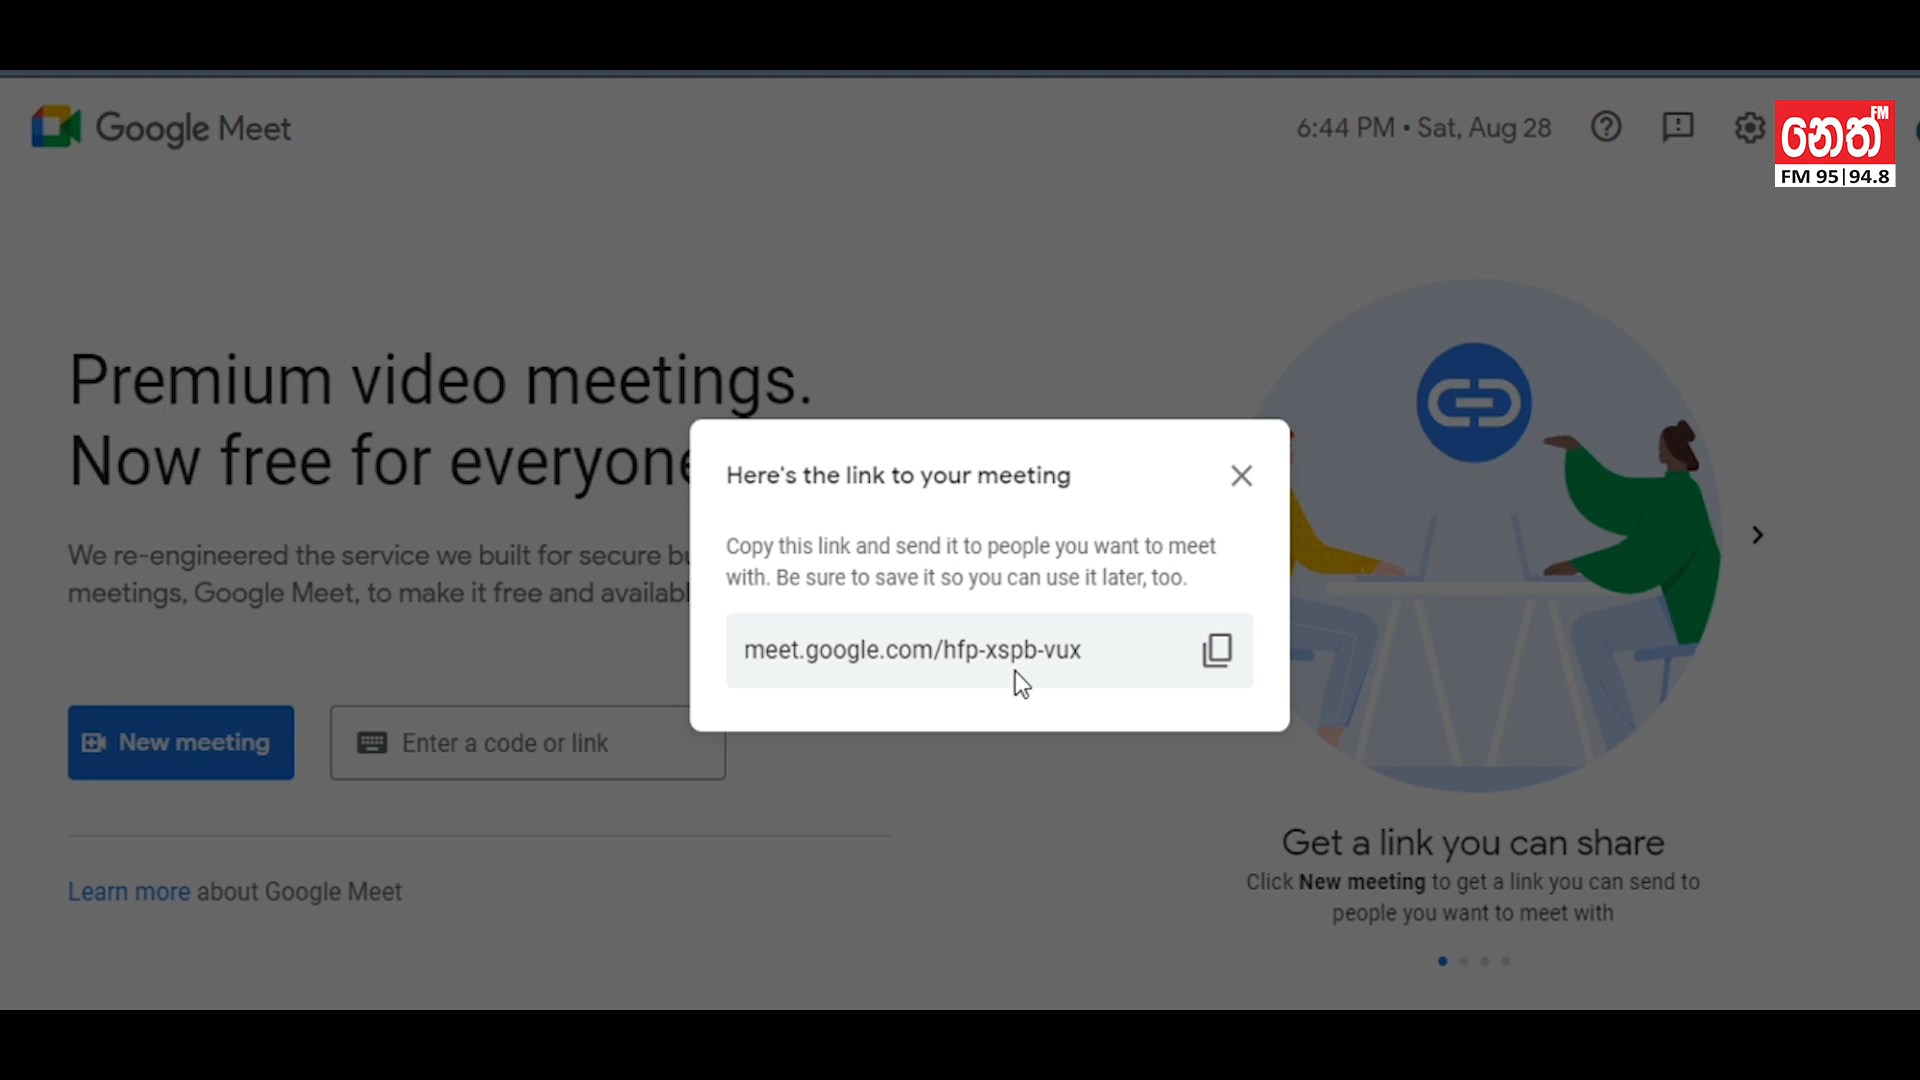 Google Meet
6:44 PM • Sat, Aug 28
නෙත් FM
FM 95|94.8
Premium video meetings.
Now free for everyone
We re-engineered the service we built for secure
meetings, Google Meet, to make it free and
Here's the link to your meeting
Copy this link and send it to people you want to meet
with. Be sure to save it so you can use it later, too.
meet.google.com/hfp-xspb-vux
New meeting
Enter a code or link
Learn more about Google Meet
Get a link you can share
Click New meeting to get a link you can send to
people you want to meet with